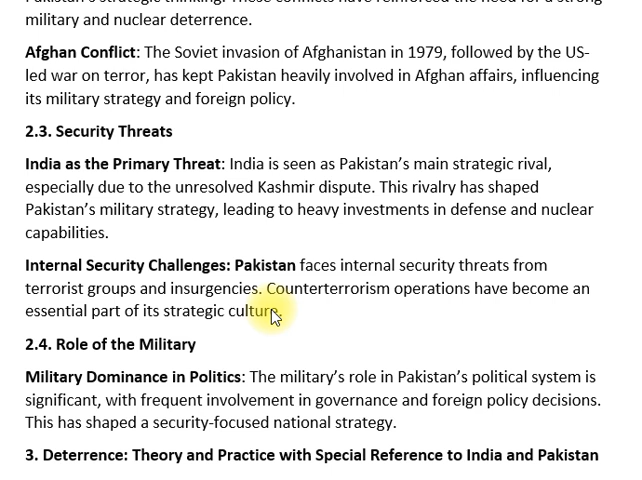 military and nuclear deterrence.
Afghan Conflict: The Soviet invasion of Afghanistan in 1979, followed by the US-
led war on terror, has kept Pakistan heavily involved in Afghan affairs, influencing
its military strategy and foreign policy.
2.3. Security Threats
India as the Primary Threat: India is seen as Pakistan’s main strategic rival,
especially due to the unresolved Kashmir dispute. This rivalry has shaped
Pakistan’s military strategy, leading to heavy investments in defense and nuclear
capabilities.
Internal Security Challenges: Pakistan faces internal security threats from
terrorist groups and insurgencies. Counterterrorism operations have become an
essential part of its strategic culture.
2.4. Role of the Military
Military Dominance in Politics: The military’s role in Pakistan’s political system is
significant, with frequent involvement in governance and foreign policy decisions.
This has shaped a security-focused national strategy.
3. Deterrence: Theory and Practice with Special Reference to India and Pakistan